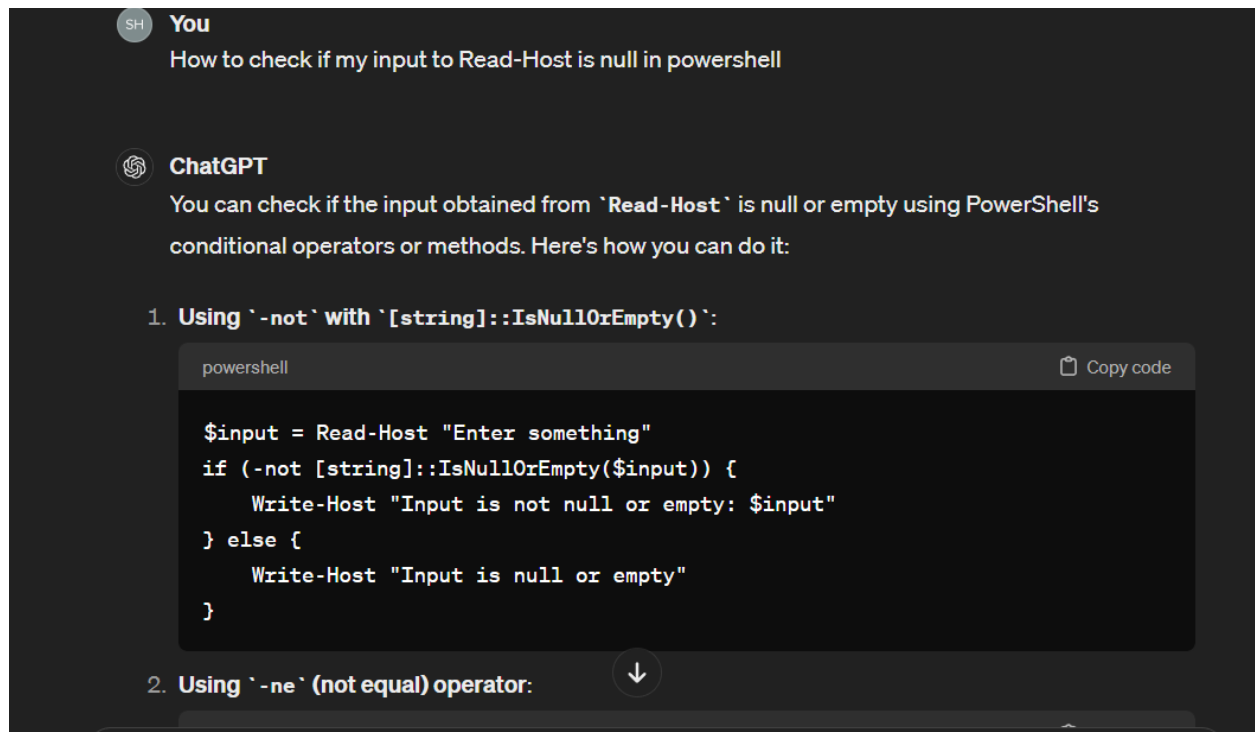 SH You
How to check if my input to Read-Host is null in powershell
ChatGPT
You can check if the input obtained from `Read-Host` is null or empty using PowerShell's
conditional operators or methods. Here's how you can do it:
1. Using `-not` with `[string]::IsNullOrEmpty()`:
powershell Copy code
$input = Read-Host "Enter something"
if (-not [string]::IsNullOrEmpty($input)) {
    Write-Host "Input is not null or empty: $input"
} else {
    Write-Host "Input is null or empty"
}
2. Using `-ne` (not equal) operator: